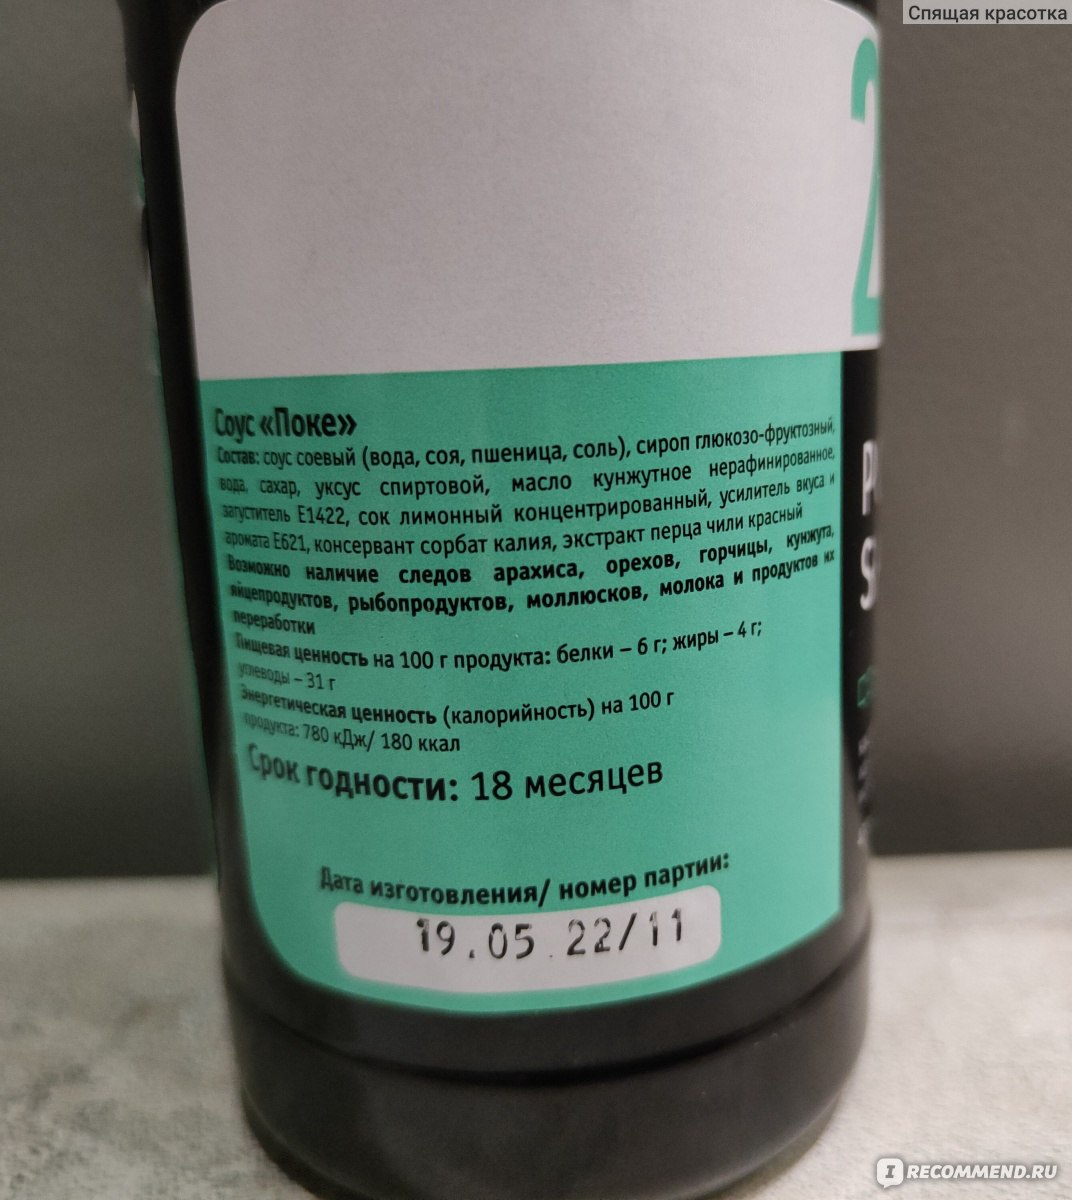 Спящая красотка
2
Соус «Поке»
Состав: соус соевый (вода, соя, пшеница, соль), сироп глюкозо-фруктозный,
вода, сахар, уксус спиртовой, масло кунжутное нерафинированное,
загуститель Е1422, сок лимонный концентрированный, усилитель вкуса и
аромата Е621, консервант сорбат калия, экстракт перца чили красный
Возможно наличие следов арахиса, орехов, горчицы, кунжута,
яйцепродуктов, рыбопродуктов, моллюсков, молока и продуктов их
переработки
Пищевая ценность на 100 г продукта: белки – 6 г; жиры – 4 г;
углеводы – 31 г
Энергетическая ценность (калорийность) на 100 г
продукта: 780 кДж/ 180 ккал
Срок годности: 18 месяцев
Дата изготовления/ номер партии:
19.05.22/11
IRECOMMEND.RU